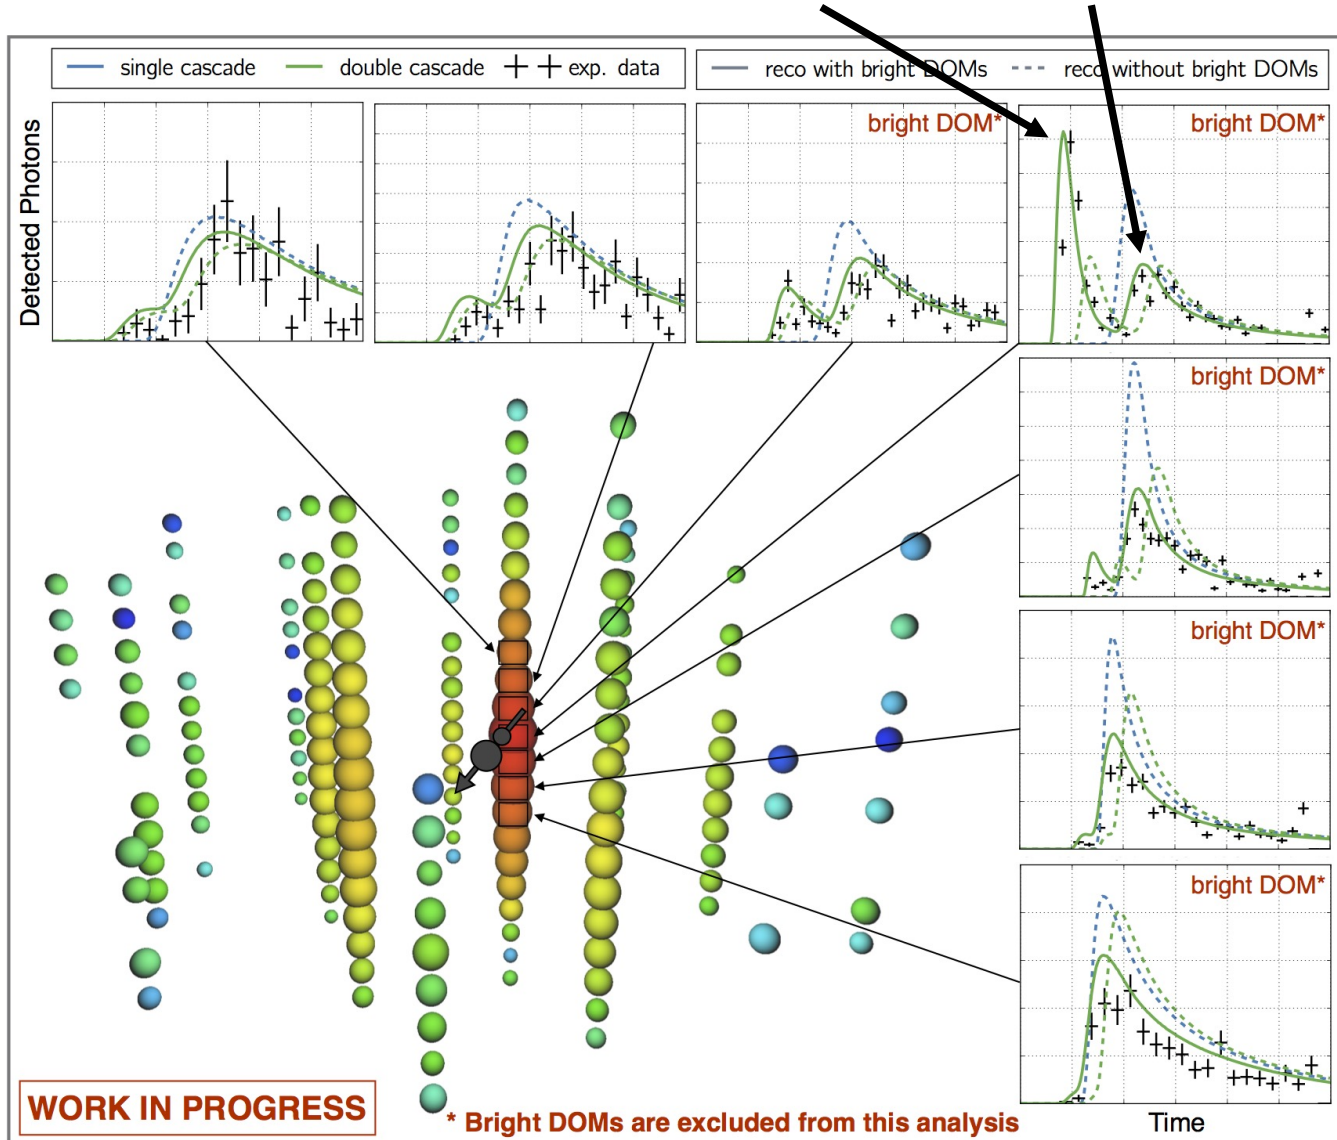 single cascade double cascade exp. data
reco with bright DOMs reco without bright DOMs
Detected Photons
bright DOM*
bright DOM*
bright DOM*
bright DOM*
bright DOM*
WORK IN PROGRESS
* Bright DOMs are excluded from this analysis
Time